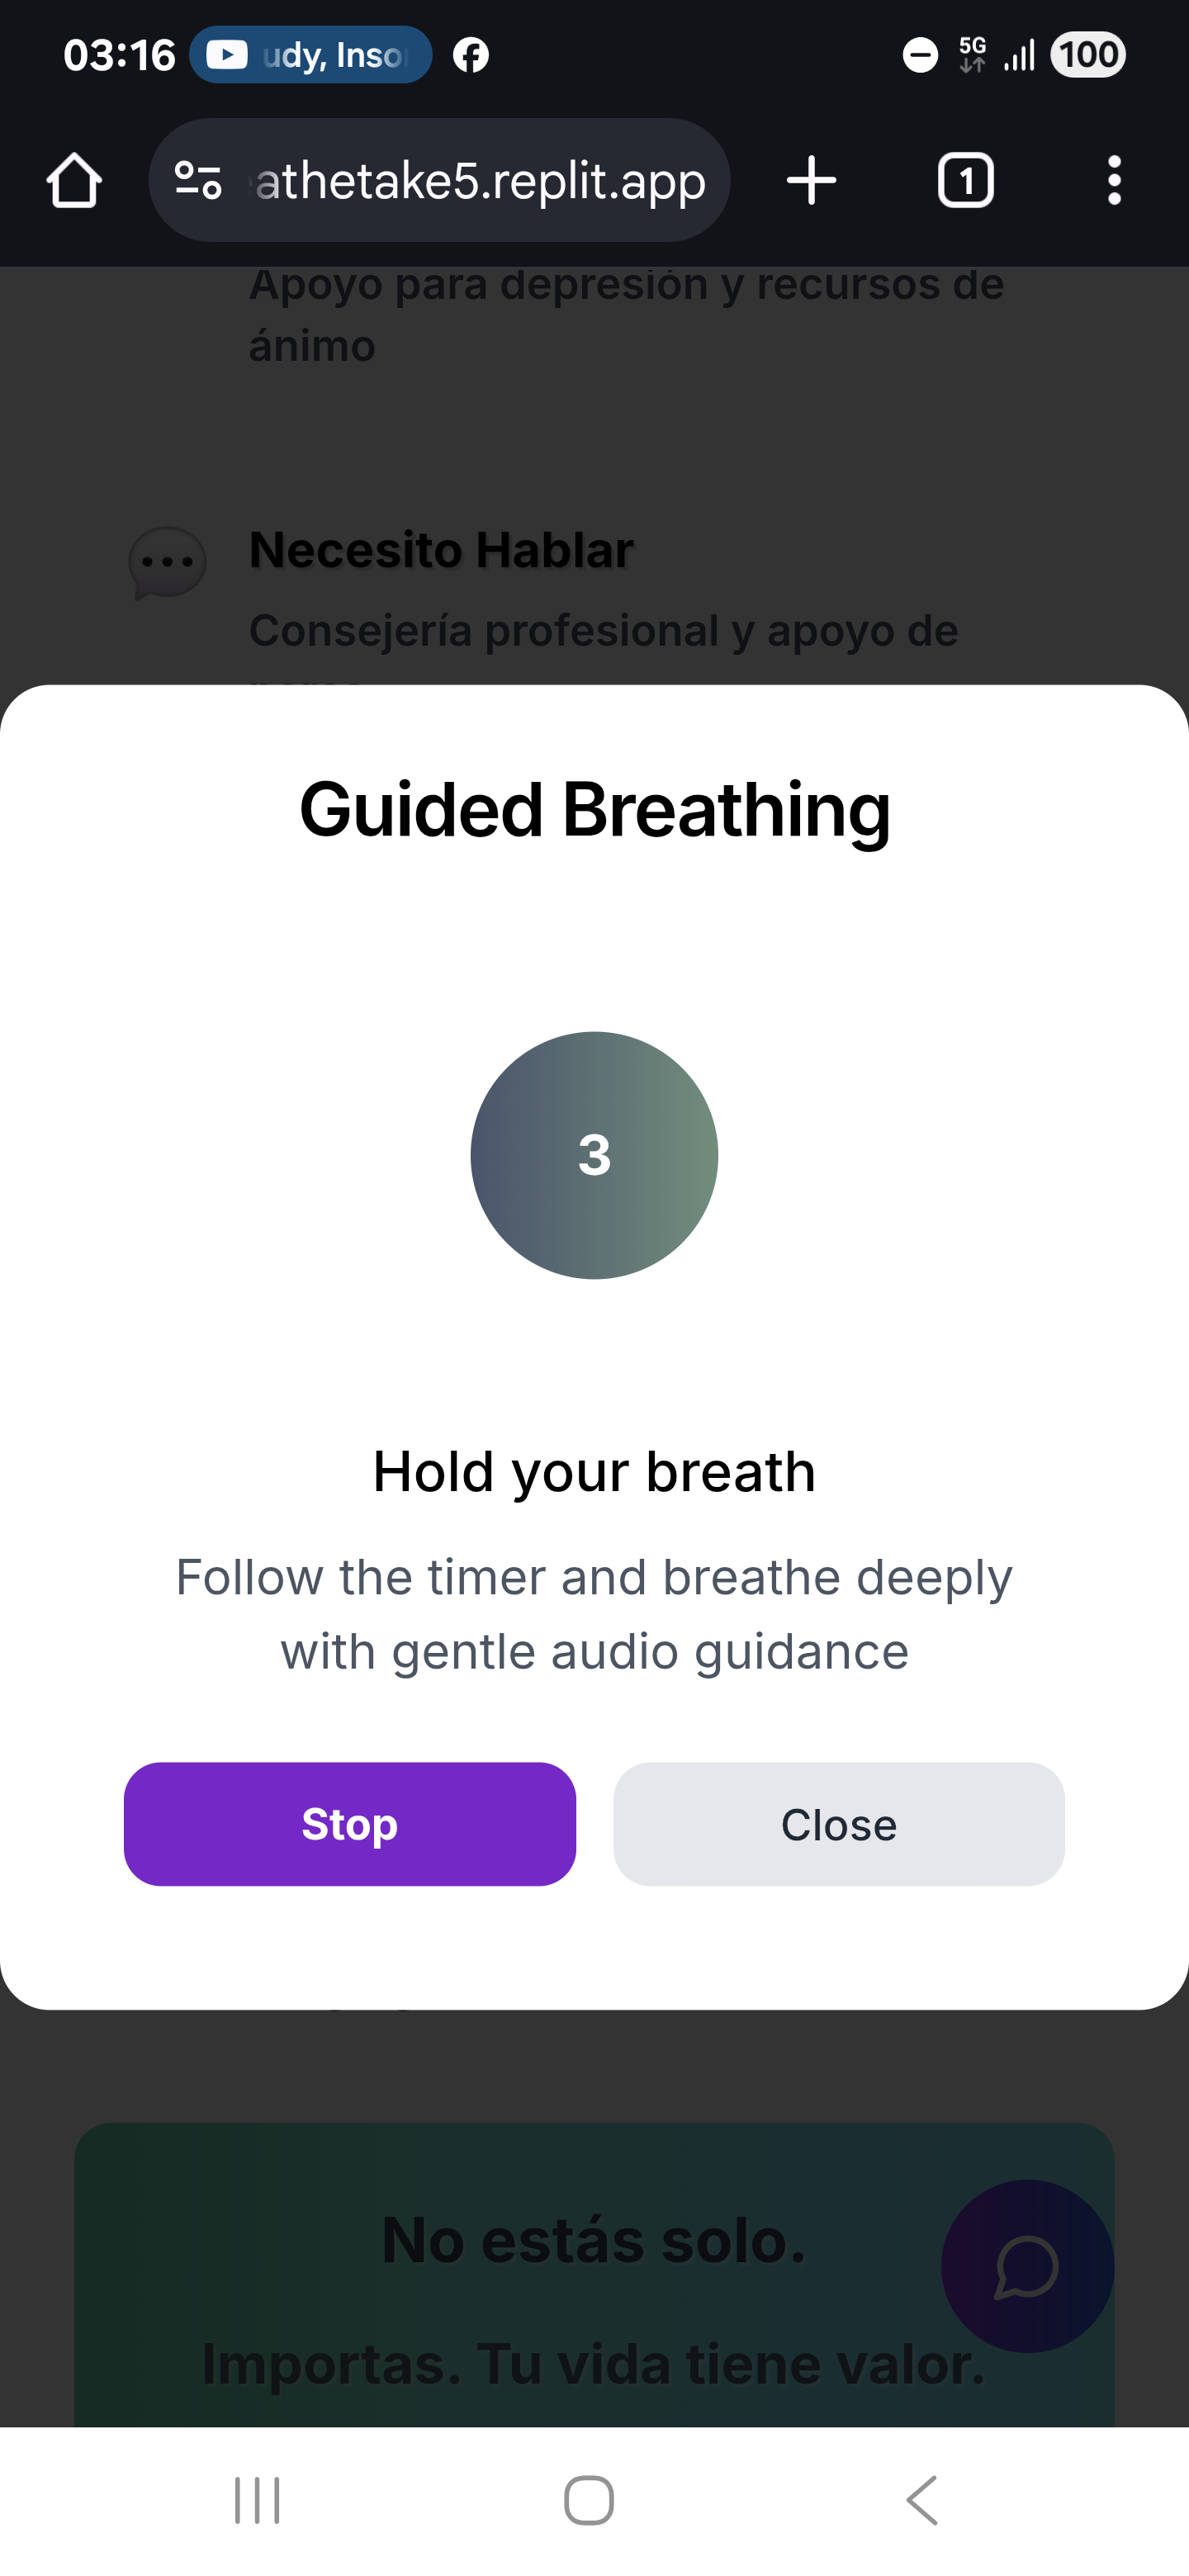 03:16 udy, Inso 5G 100
athetake5.replit.app 1
Apoyo para depresión y recursos de
ánimo
Necesito Hablar
Consejería profesional y apoyo de
Guided Breathing
3
Hold your breath
Follow the timer and breathe deeply
with gentle audio guidance
Stop Close
No estás solo.
Importas. Tu vida tiene valor.